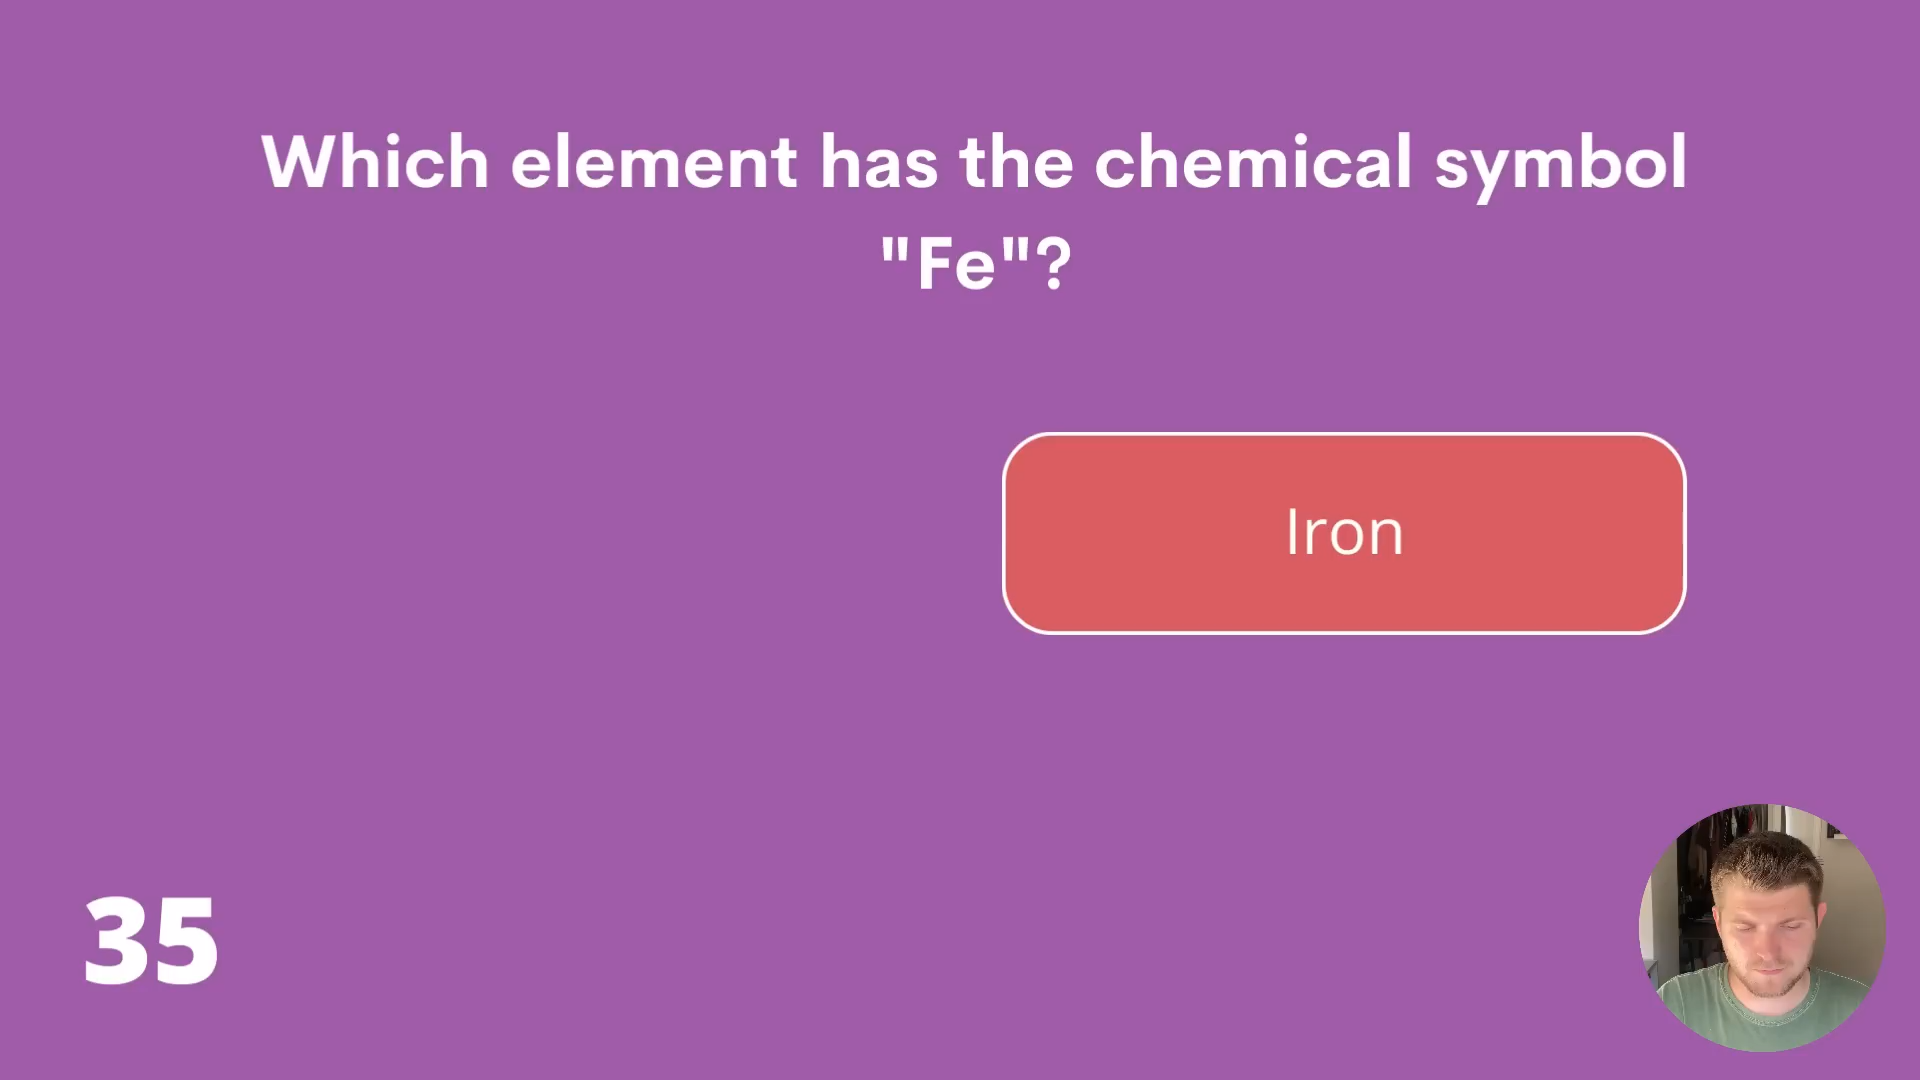 Which element has the chemical symbol
"Fe"?
Iron
35